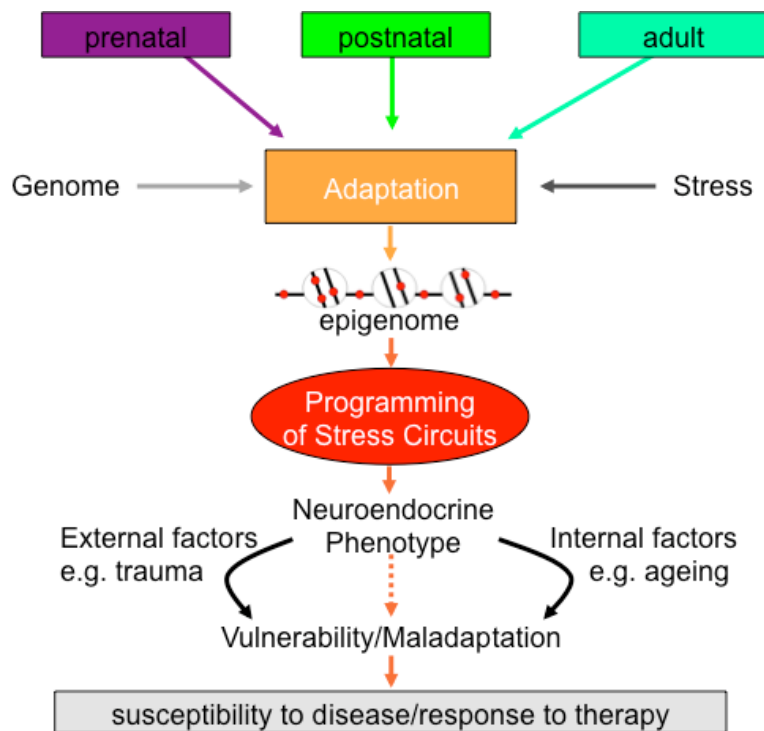 prenatal
postnatal
adult
Genome
Adaptation
Stress
epigenome
Programming
of Stress Circuits
Neuroendocrine
Phenotype
External factors
e.g. trauma
Internal factors
e.g. ageing
Vulnerability/Maladaptation
susceptibility to disease/response to therapy